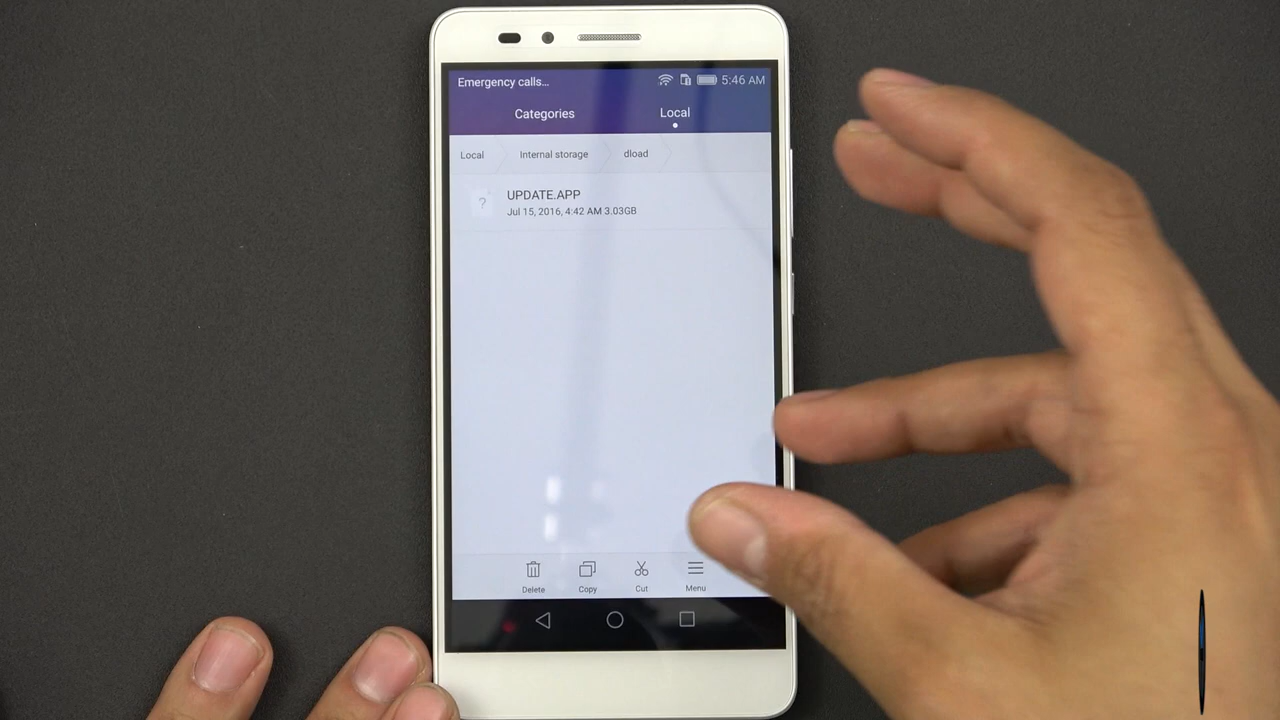 Emergency calls... 5:46 AM
Categories Local
Local Internal storage dload
? UPDATE.APP
Jul 15, 2016, 4:42 AM 3.03GB
Delete Copy Cut Menu